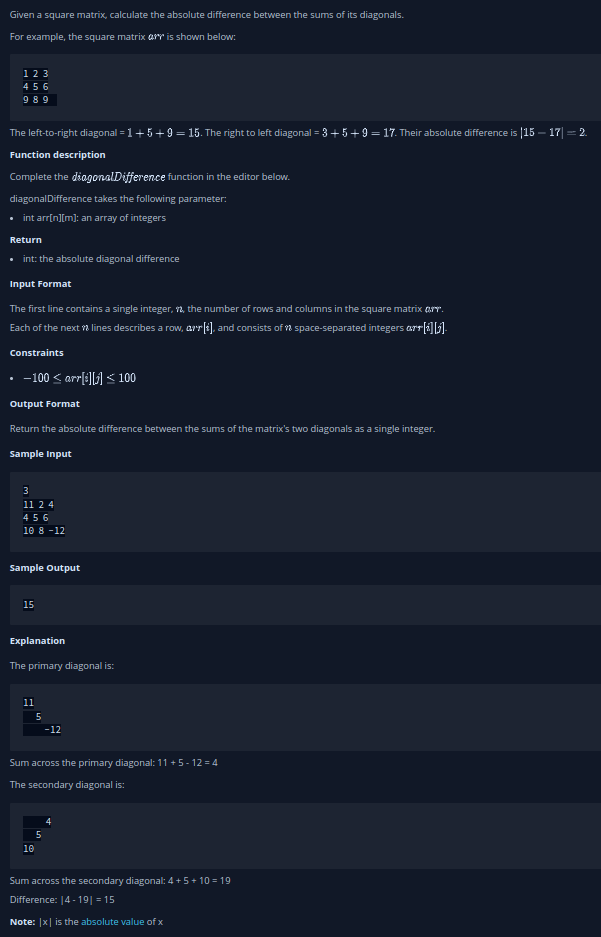 Given a square matrix, calculate the absolute difference between the sums of its diagonals.
For example, the square matrix arr is shown below:
1 2 3
4 5 6
9 8 9
The left-to-right diagonal = 1 + 5 + 9 = 15. The right to left diagonal = 3 + 5 + 9 = 17. Their absolute difference is |15 − 17| = 2.
Function description
Complete the diagonalDifference function in the editor below.
diagonalDifference takes the following parameter:
• int arr[n][m]: an array of integers
Return
• int: the absolute diagonal difference
Input Format
The first line contains a single integer, n, the number of rows and columns in the square matrix arr.
Each of the next n lines describes a row, arr[i], and consists of n space-separated integers arr[i][j].
Constraints
• −100 ≤ arr[i][j] ≤ 100
Output Format
Return the absolute difference between the sums of the matrix's two diagonals as a single integer.
Sample Input
3
11 2 4
4 5 6
10 8 -12
Sample Output
15
Explanation
The primary diagonal is:
11
5
-12
Sum across the primary diagonal: 11 + 5 - 12 = 4
The secondary diagonal is:
4
5
10
Sum across the secondary diagonal: 4 + 5 + 10 = 19
Difference: |4 - 19| = 15
Note: |x| is the absolute value of x